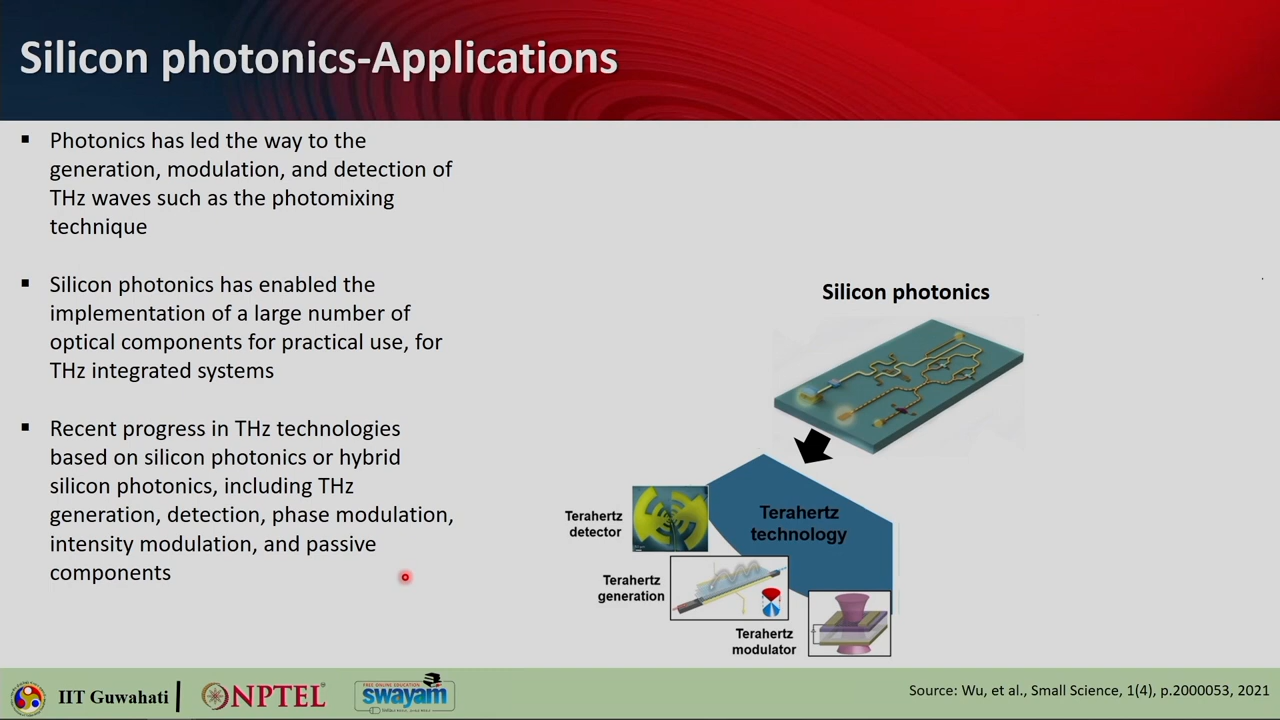 Silicon photonics-Applications
▪ Photonics has led the way to the
generation, modulation, and detection of
THz waves such as the photomixing
technique
▪ Silicon photonics has enabled the
implementation of a large number of
optical components for practical use, for
THz integrated systems
▪ Recent progress in THz technologies
based on silicon photonics or hybrid
silicon photonics, including THz
generation, detection, phase modulation,
intensity modulation, and passive
components
Silicon photonics
Terahertz
technology
Terahertz
detector
Terahertz
generation
Terahertz
modulator
IIT Guwahati
NPTEL
FREE ONLINE EDUCATION
swayam
Source: Wu, et al., Small Science, 1(4), p.2000053, 2021